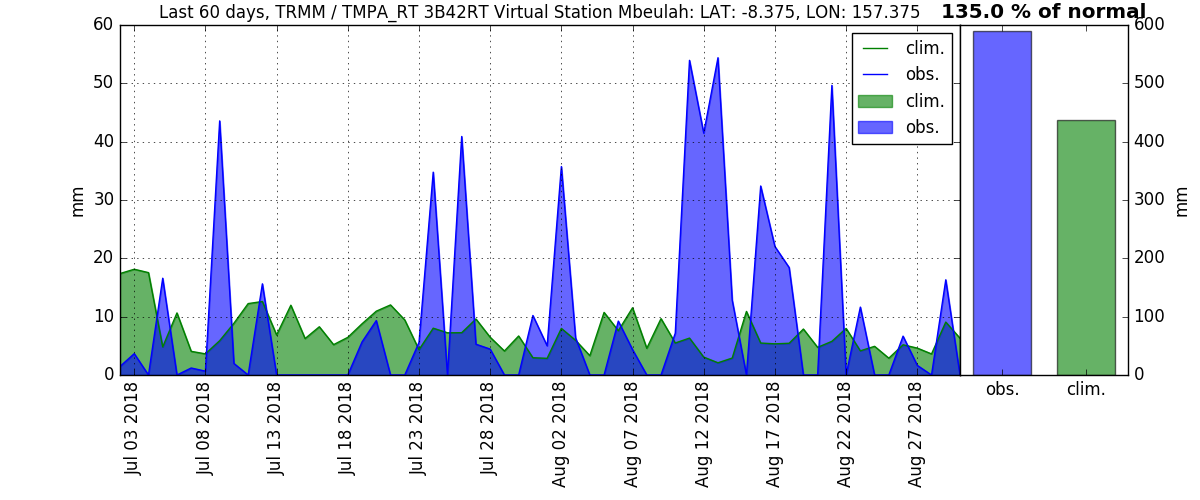 Last 60 days, TRMM / TMPA_RT 3B42RT Virtual Station Mbeulah: LAT: -8.375, LON: 157.375
135.0 % of normal
60
50
40
30
20
10
0
mm
clim.
obs.
clim.
obs.
Jul 03 2018
Jul 08 2018
Jul 13 2018
Jul 18 2018
Jul 23 2018
Jul 28 2018
Aug 02 2018
Aug 07 2018
Aug 12 2018
Aug 17 2018
Aug 22 2018
Aug 27 2018
600
500
400
300
200
100
0
mm
obs.
clim.